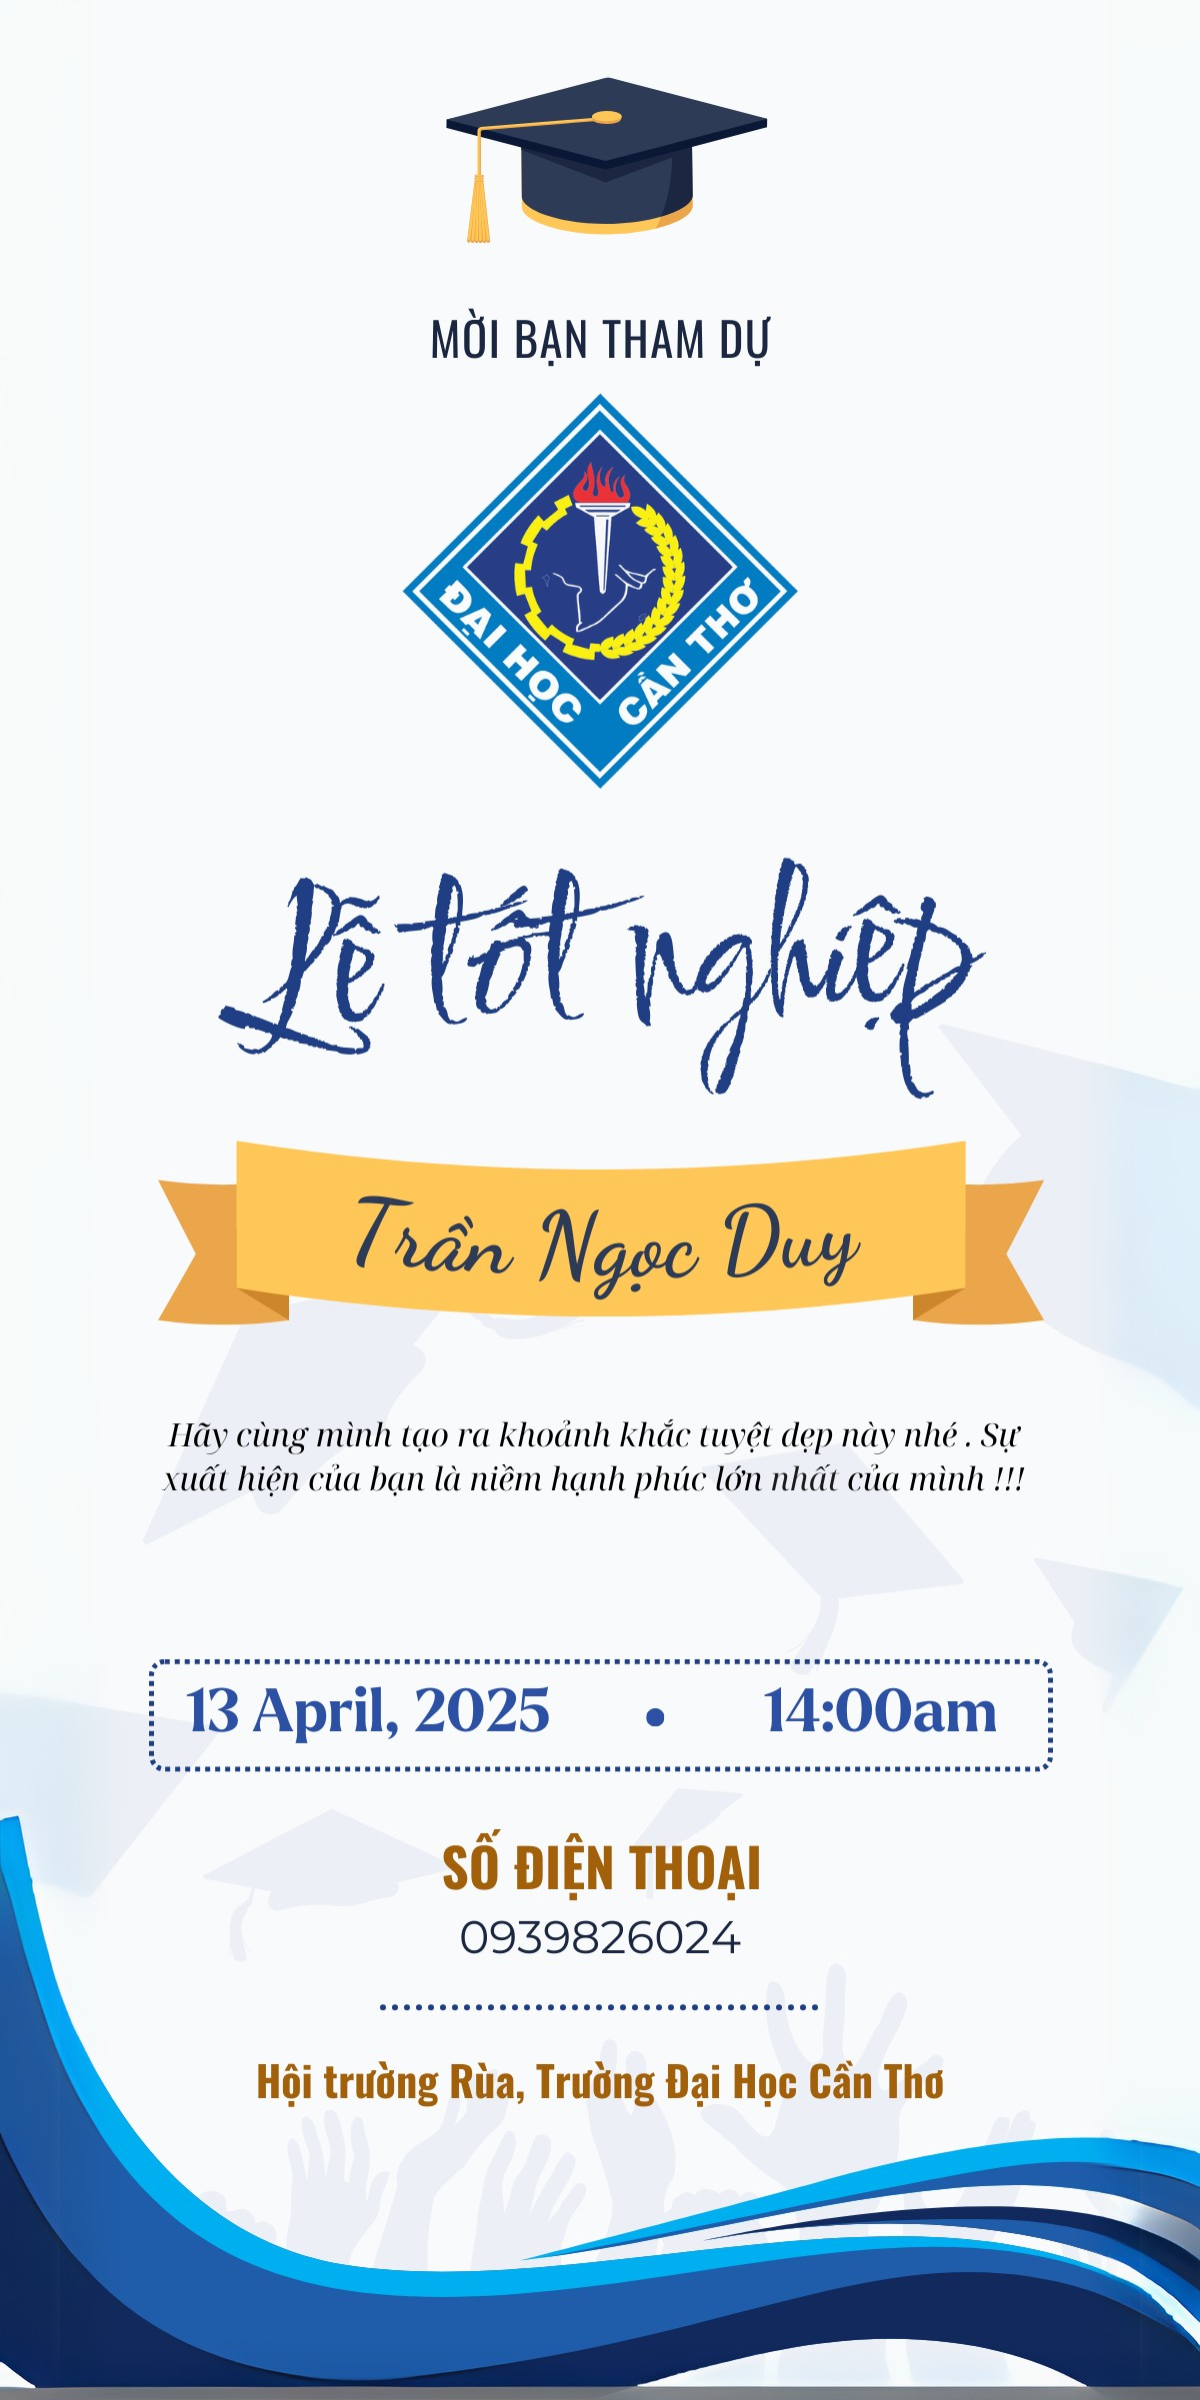 MỜI BẠN THAM DỰ
ĐẠI HỌC CẦN THƠ
Lễ tốt nghiệp
Trần Ngọc Duy
Hãy cùng mình tạo ra khoảnh khắc tuyệt dẹp này nhé . Sự
xuất hiện của bạn là niềm hạnh phúc lớn nhất của mình !!!
13 April, 2025 • 14:00am
SỐ ĐIỆN THOẠI
0939826024
Hội trường Rùa, Trường Đại Học Cần Thơ